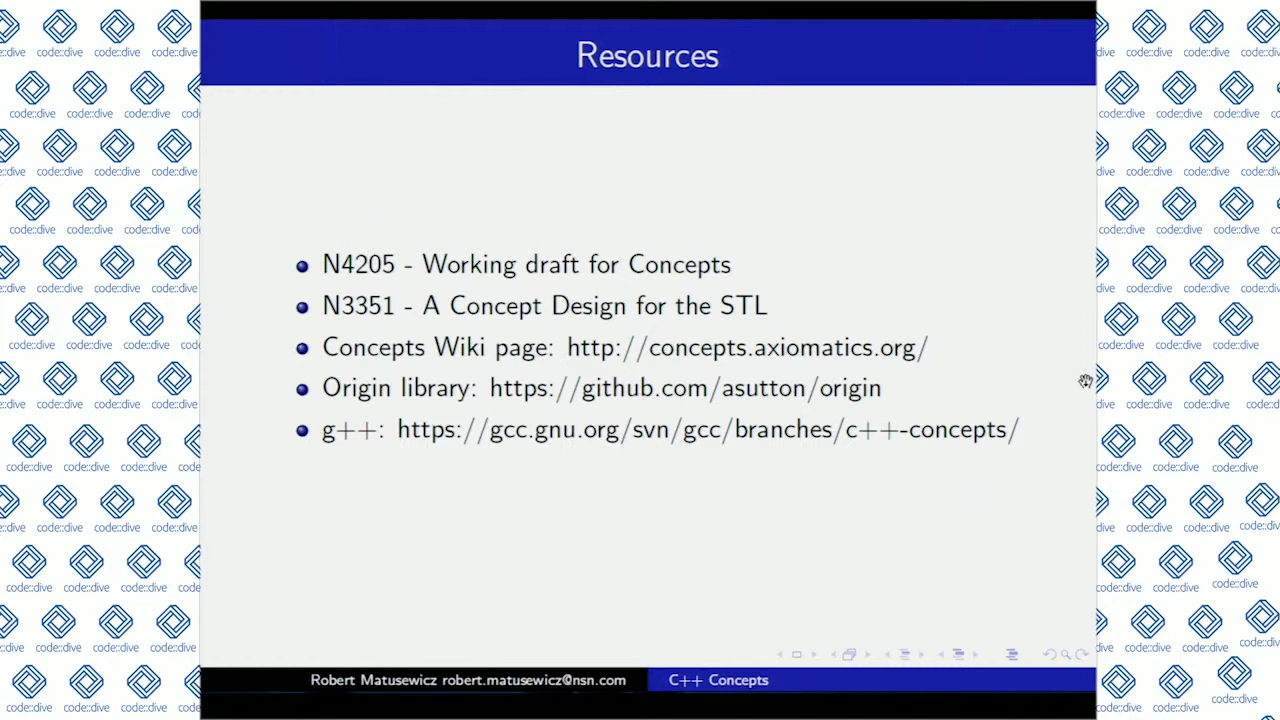 Resources
N4205 - Working draft for Concepts
N3351 - A Concept Design for the STL
Concepts Wiki page: http://concepts.axiomatics.org/
Origin library: https://github.com/asutton/origin
g++: https://gcc.gnu.org/svn/gcc/branches/c++-concepts/
Robert Matusewicz robert.matusewicz@nsn.com
C++ Concepts
code::dive